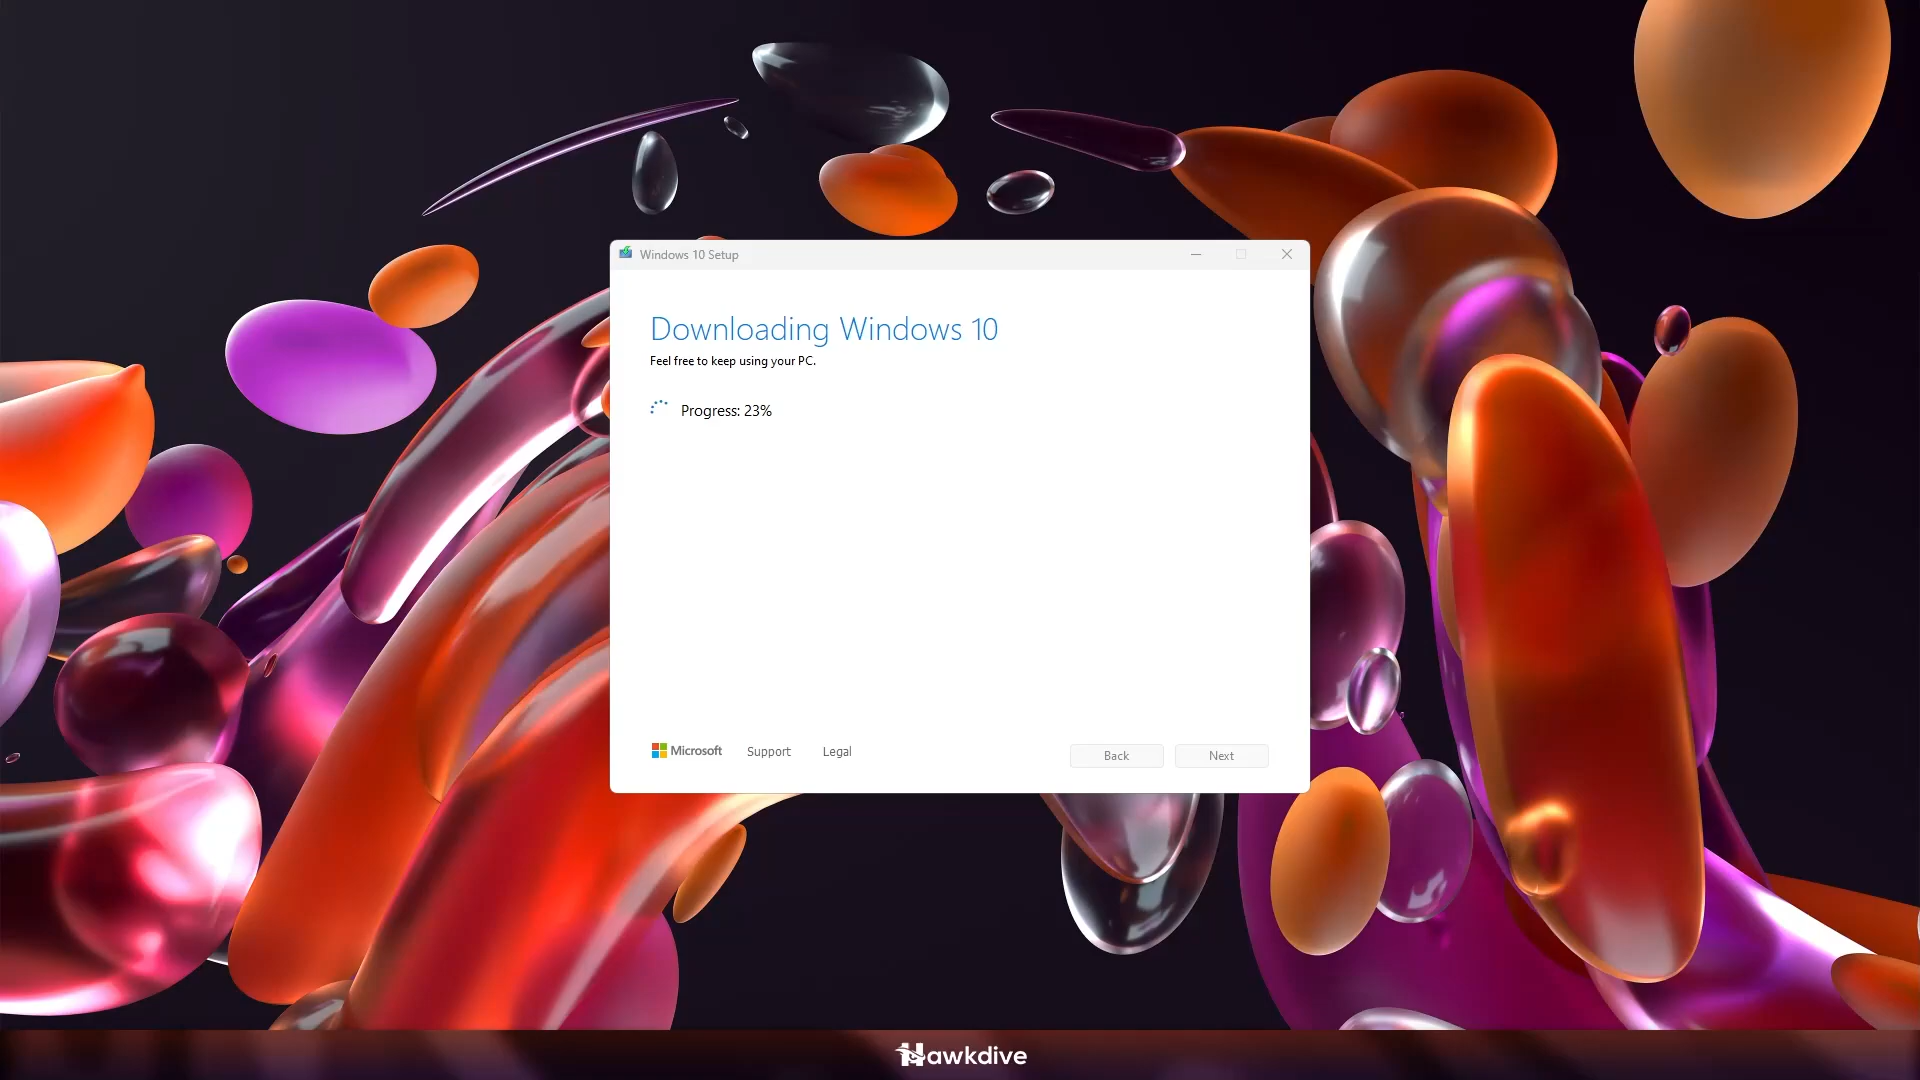 Windows 10 Setup
Downloading Windows 10
Feel free to keep using your PC.
Progress: 23%
Microsoft
Support
Legal
Back
Next
Hawkdive